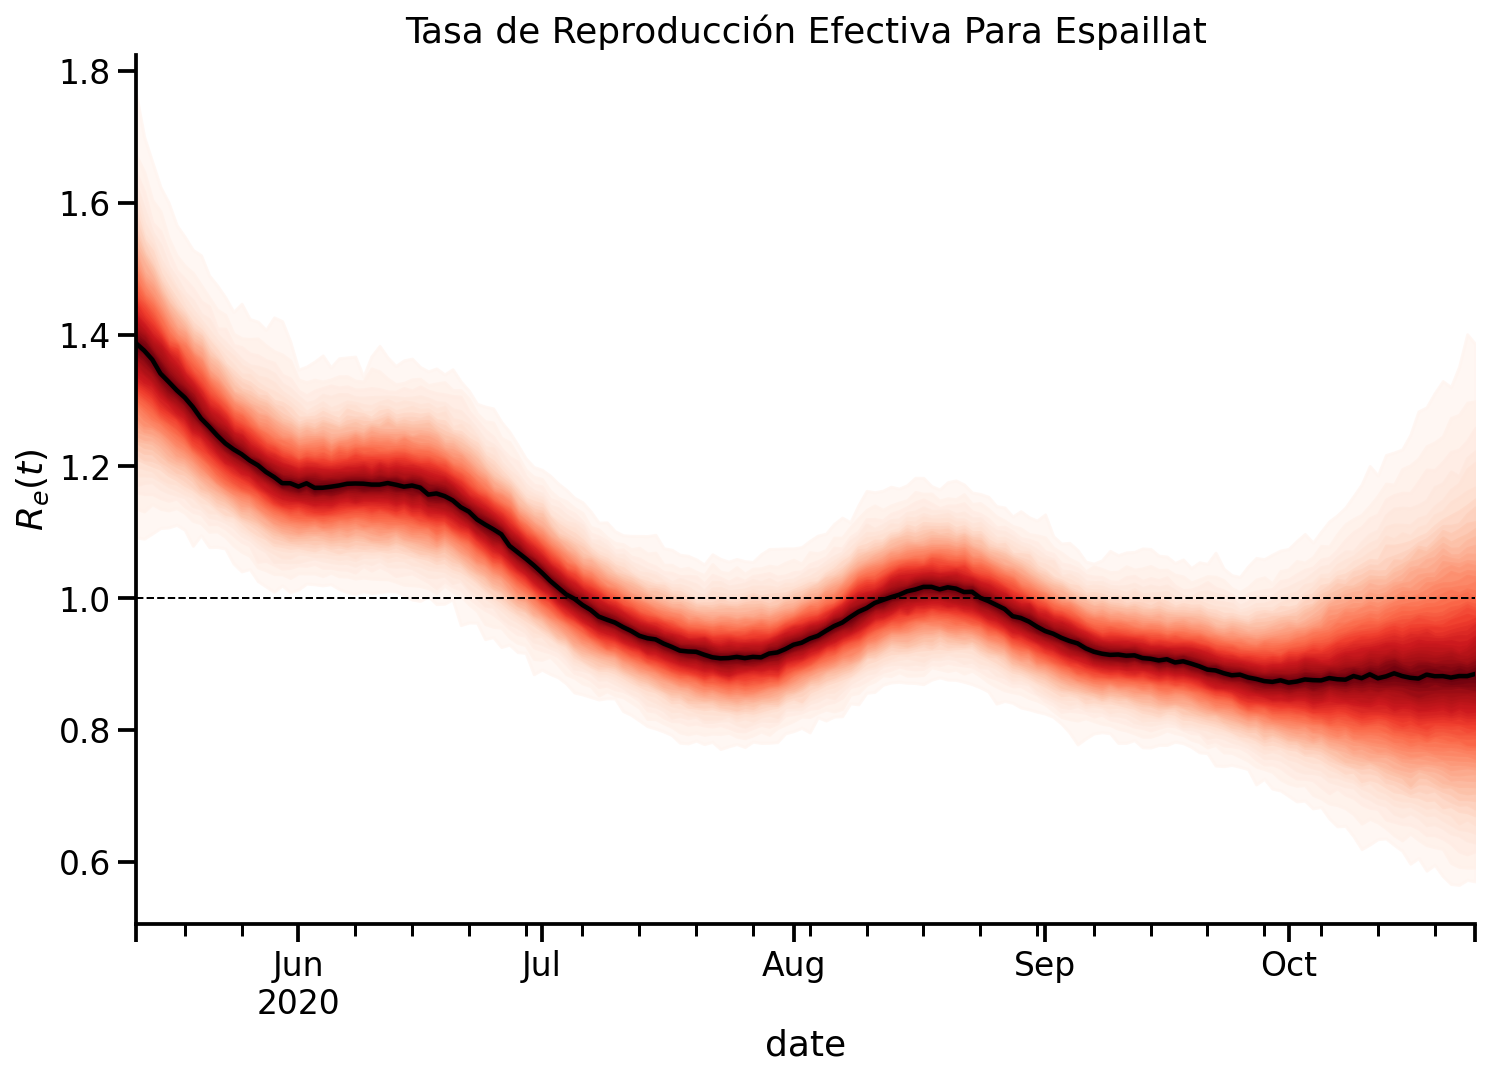 Tasa de Reproducción Efectiva Para Espaillat
1.8
1.6
1.4
1.2
1.0
0.8
0.6
Re(t)
Jun
2020
Jul
Aug
Sep
Oct
date